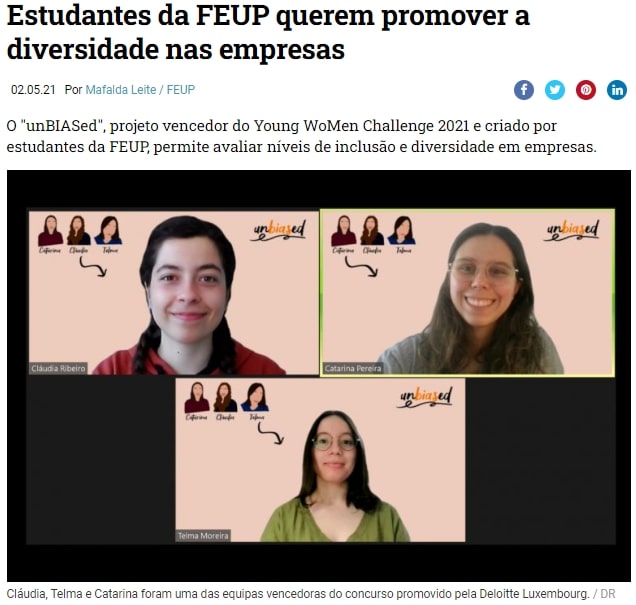 Estudantes da FEUP querem promover a
diversidade nas empresas
02.05.21 Por Mafalda Leite / FEUP
O "unBIASed", projeto vencedor do Young WoMen Challenge 2021 e criado por
estudantes da FEUP, permite avaliar níveis de inclusão e diversidade em empresas.
Catarina Cláudia Telma
unbiased
Cláudia Ribeiro
Catarina Cláudia Telma
unbiased
Catarina Pereira
Catarina Cláudia Telma
unbiased
Telma Moreira
Cláudia, Telma e Catarina foram uma das equipas vencedoras do concurso promovido pela Deloitte Luxembourg. / DR